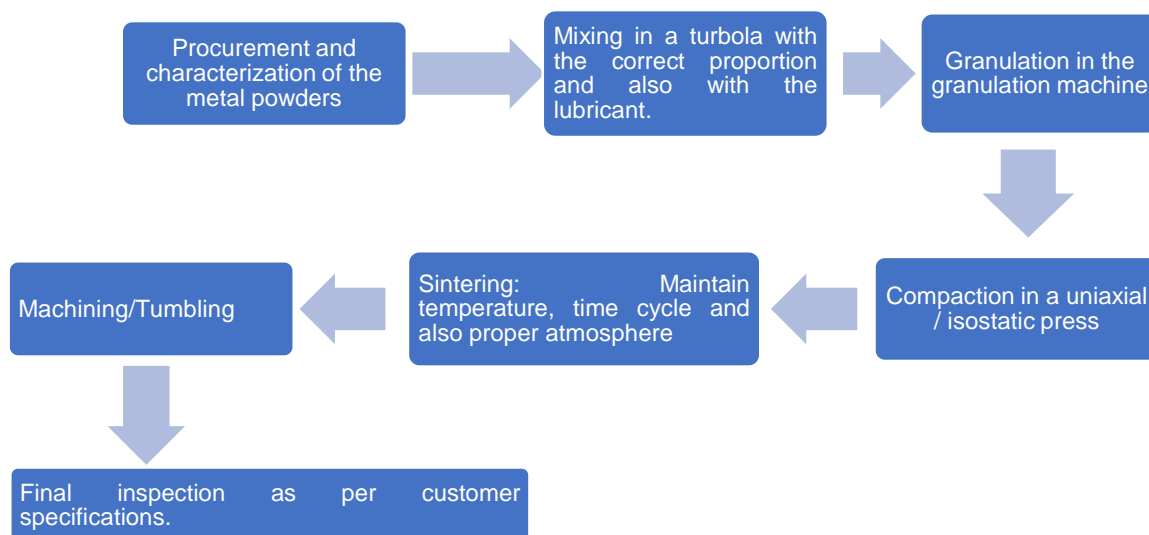 Procurement and
characterization of the
metal powders
Mixing in a turbola with
the correct proportion
and also with the
lubricant.
Granulation in the
granulation machine
Compaction in a uniaxial
/ isostatic press
Sintering: Maintain
temperature, time cycle and
also proper atmosphere
Machining/Tumbling
Final inspection as per customer
specifications.